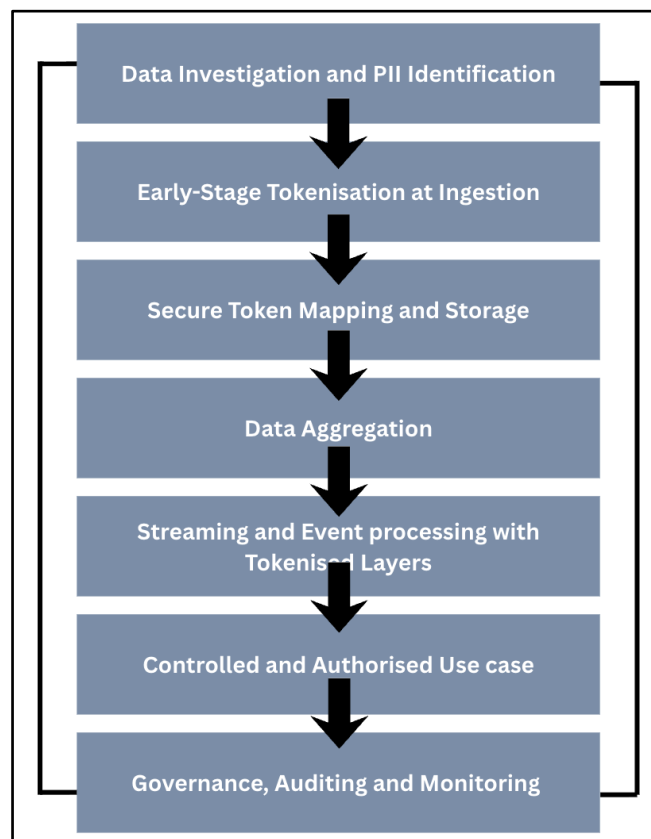 Data Investigation and PII Identification
Early-Stage Tokenisation at Ingestion
Secure Token Mapping and Storage
Data Aggregation
Streaming and Event processing with
Tokenised Layers
Controlled and Authorised Use case
Governance, Auditing and Monitoring